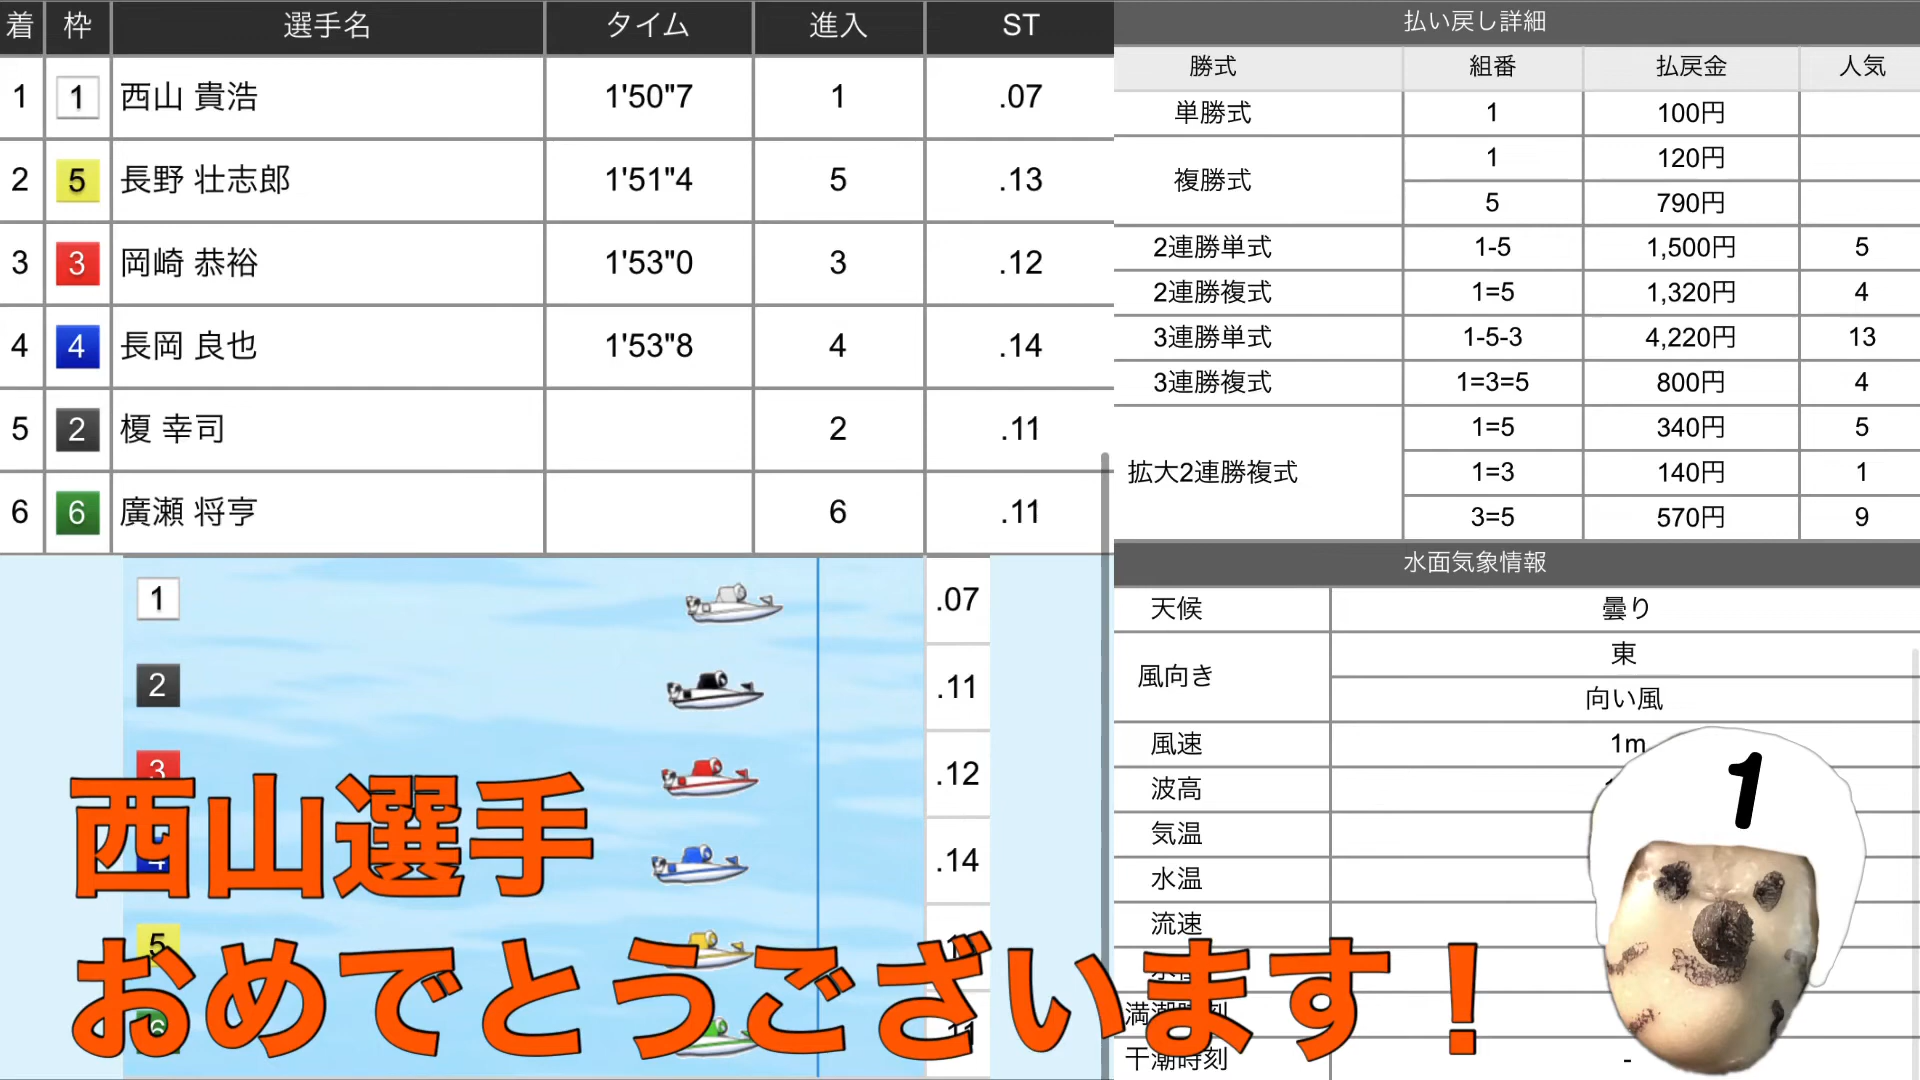 着 枠 選手名 タイム 進入 ST
1 1 西山 貴浩 1'50"7 1 .07
2 5 長野 壮志郎 1'51"4 5 .13
3 3 岡崎 恭裕 1'53"0 3 .12
4 4 長岡 良也 1'53"8 4 .14
5 2 榎 幸司 2 .11
6 6 廣瀬 将亨 6 .11
1 .07
2 .11
3 .12
4 .14
5
6
西山選手
おめでとうございます！
払い戻し詳細
勝式 組番 払戻金 人気
単勝式 1 100円
複勝式 1 120円
5 790円
2連勝単式 1-5 1,500円 5
2連勝複式 1=5 1,320円 4
3連勝単式 1-5-3 4,220円 13
3連勝複式 1=3=5 800円 4
拡大2連勝複式 1=5 340円 5
1=3 140円 1
3=5 570円 9
水面気象情報
天候 曇り
風向き 東
向い風
風速 1m
波高
気温
水温
流速
干潮時刻 -
1